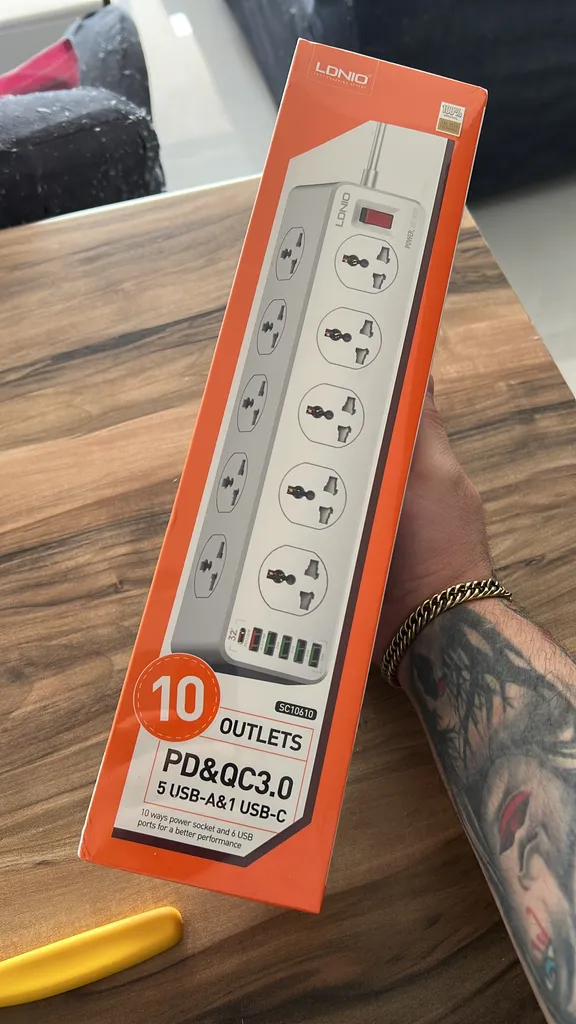 LDNIO
100%
LDNIO
POWER
32
10
OUTLETS
SC10610
PD&QC3.0
5 USB-A&1 USB-C
10 ways power socket and 6 USB
ports for a better performance